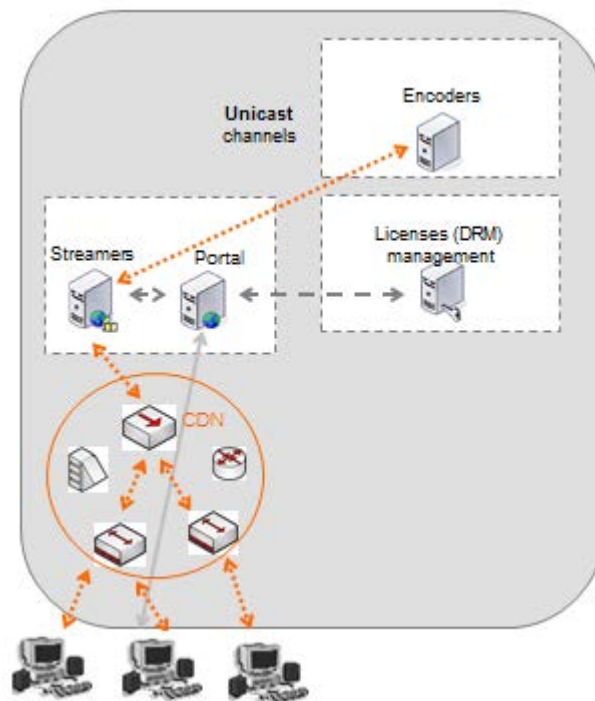 Encoders
Unicast
channels
Licenses (DRM)
management
Streamers
Portal
CDN